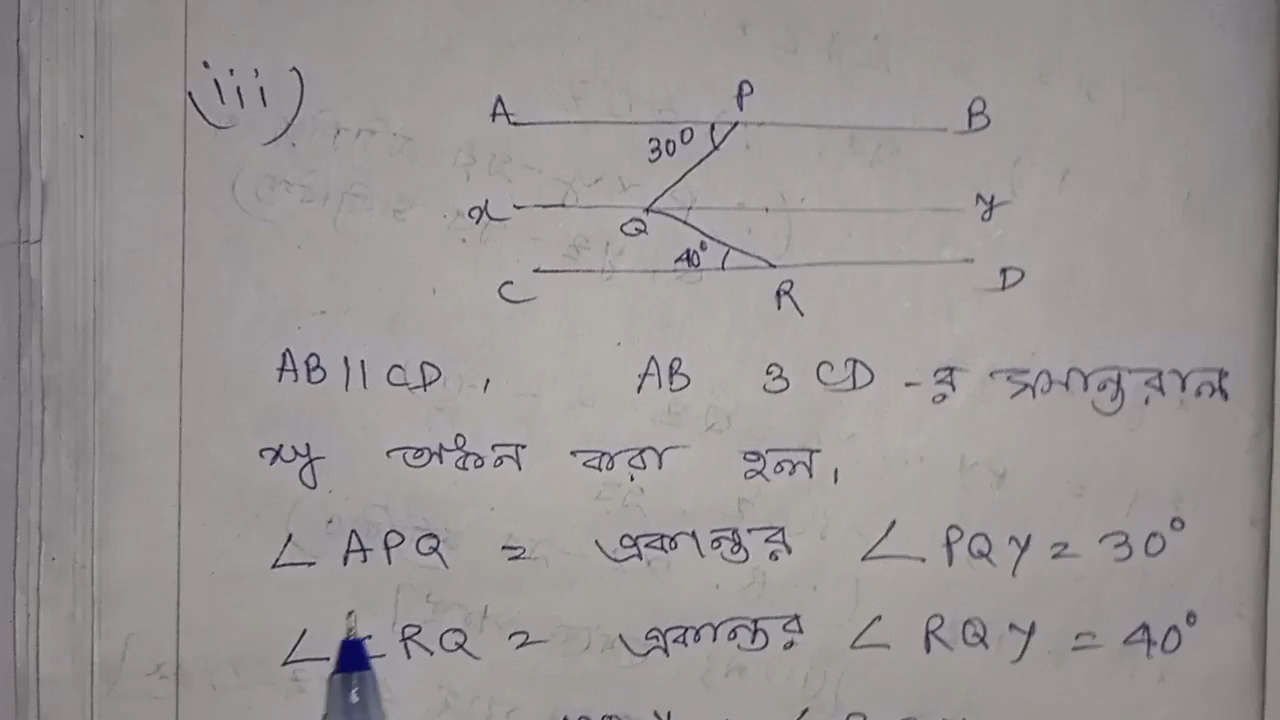 (iii)
A P B
30°
x Q y
40°
C R D
AB || CD, AB ও CD -র সমান্তরাল
xy অঙ্কন করা হল,
∠APQ = একান্তর ∠PQY = 30°
∠CRQ = একান্তর ∠RQY = 40°